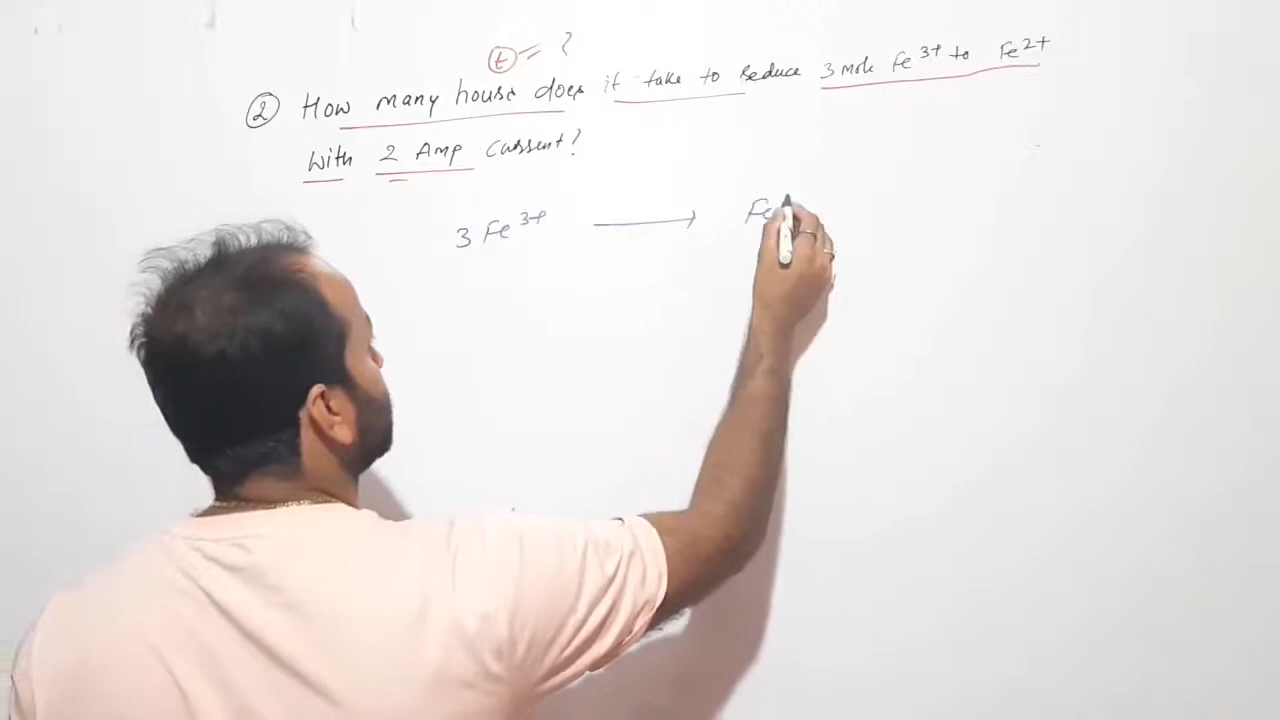 t = ?
② How many hours does it take to reduce 3 mole Fe³⁺ to Fe²⁺
with 2 Amp current?
3 Fe³⁺ ⟶ Fe